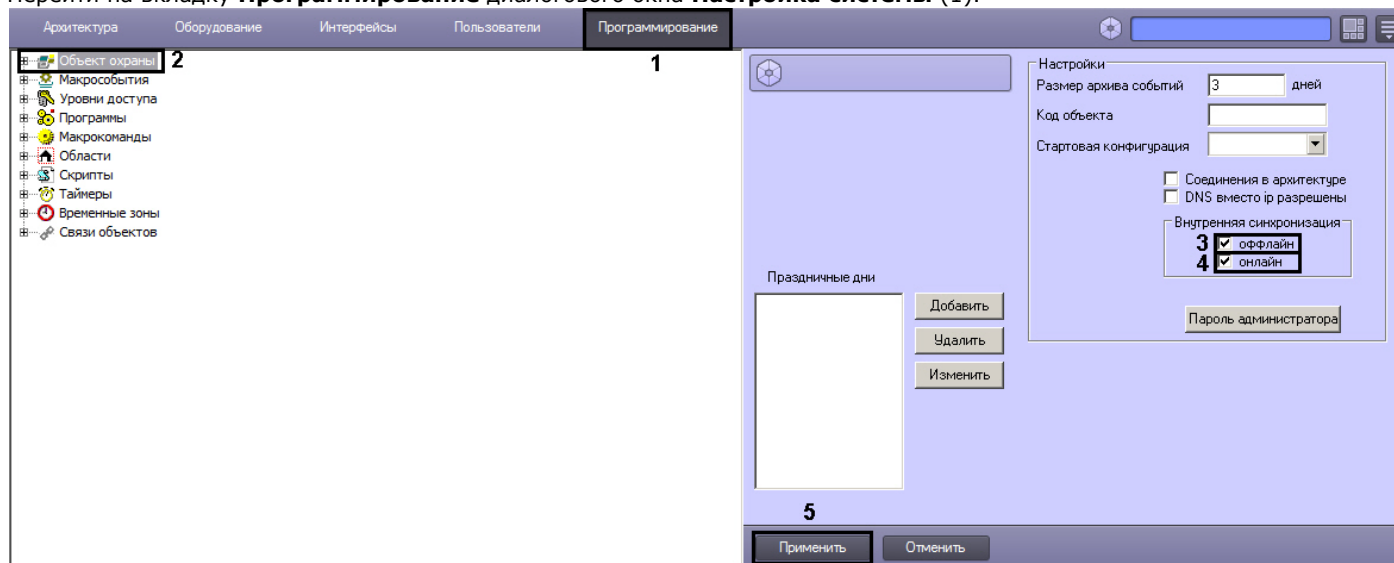 Перейти на вкладку Программирование диалогового окна Настройка системы (1).
Архитектура Оборудование Интерфейсы Пользователи Программирование
1
Объект охраны 2
Макрособытия
Уровни доступа
Программы
Макрокоманды
Области
Скрипты
Таймеры
Временные зоны
Связи объектов
Настройки
Размер архива событий 3 дней
Код объекта
Стартовая конфигурация
Соединения в архитектуре
DNS вместо ip разрешены
Внутренняя синхронизация
3 оффлайн
4 онлайн
Пароль администратора
Праздничные дни
Добавить
Удалить
Изменить
5
Применить Отменить